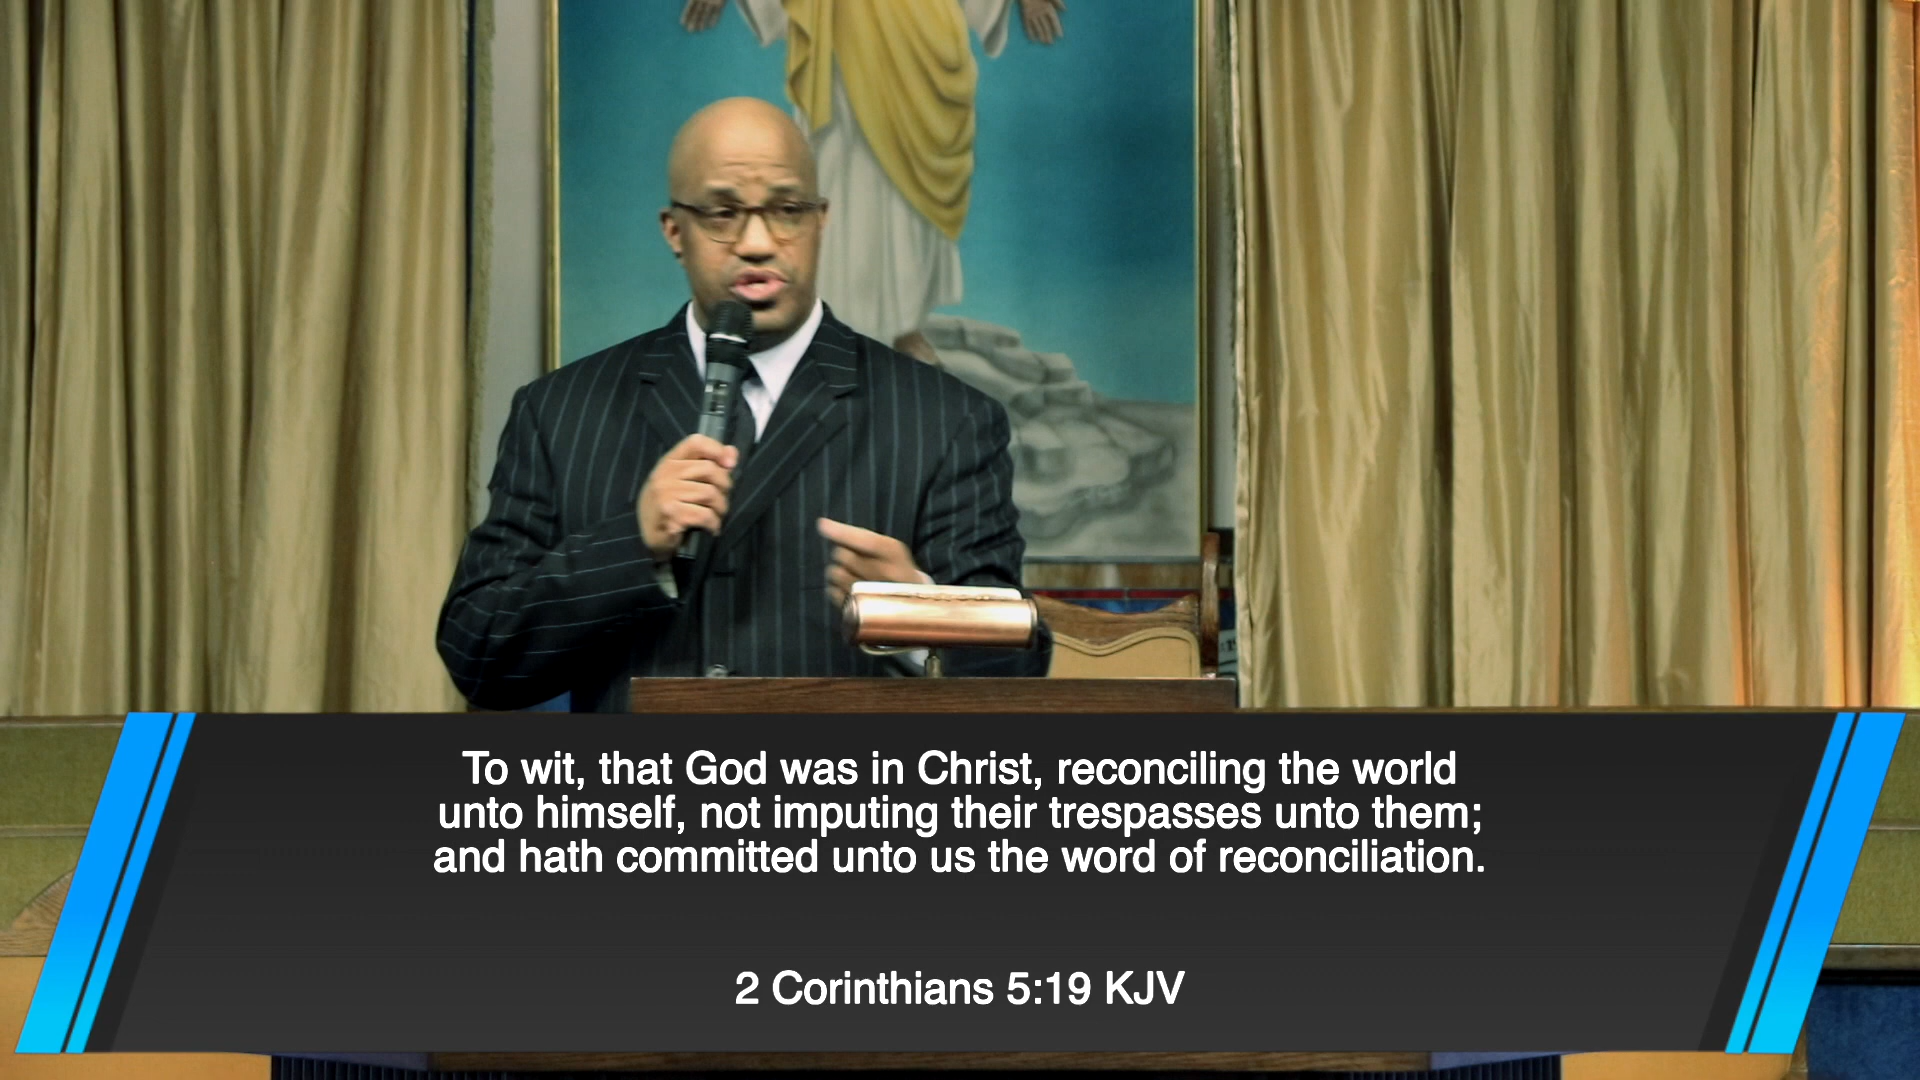 To wit, that God was in Christ, reconciling the world
unto himself, not imputing their trespasses unto them;
and hath committed unto us the word of reconciliation.
2 Corinthians 5:19 KJV